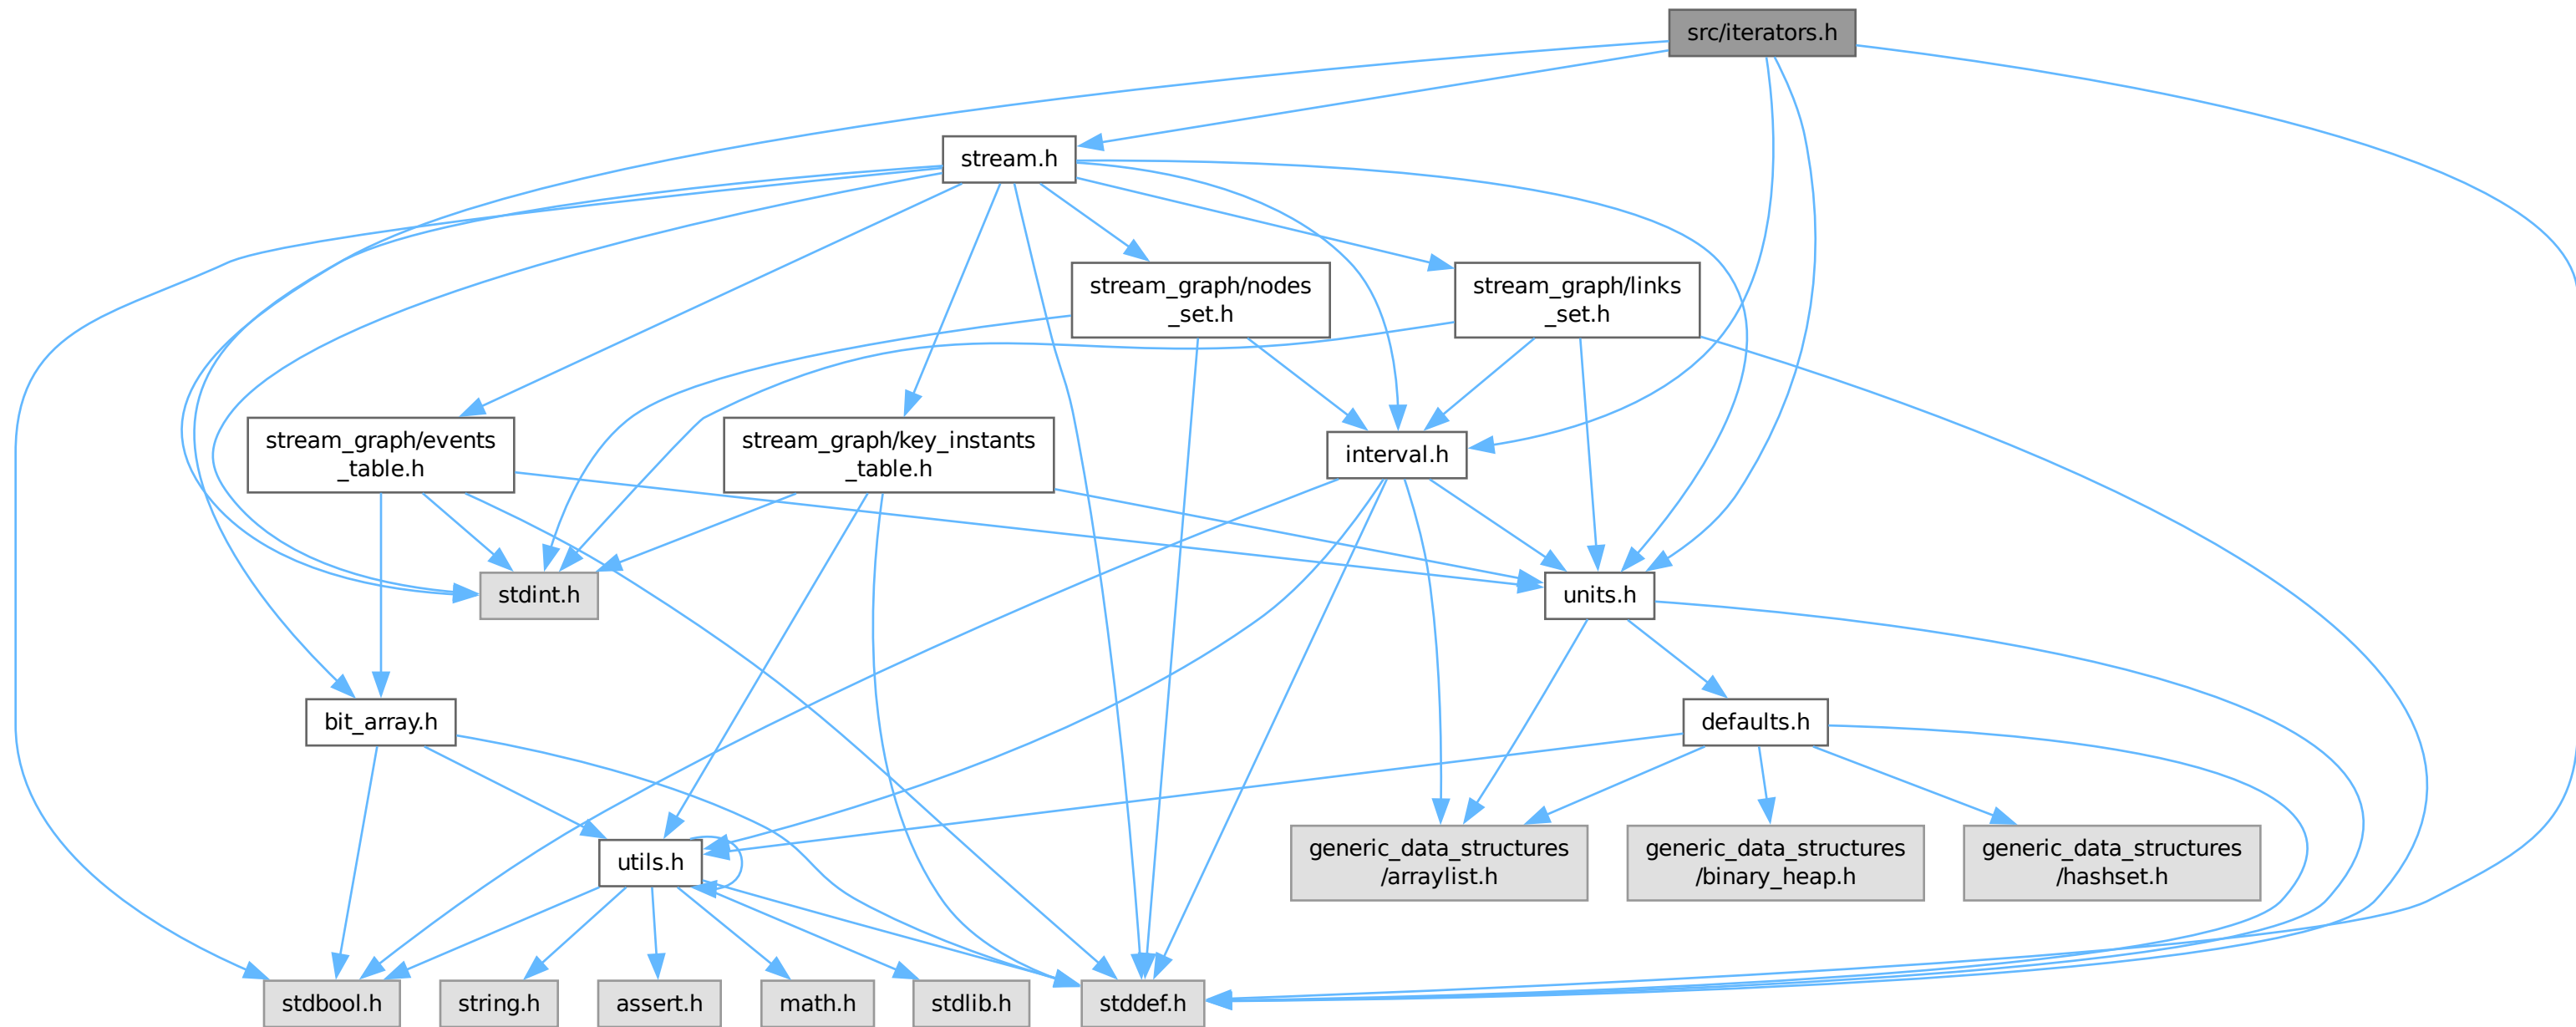 src/iterators.h
stream.h
stream_graph/nodes
_set.h
stream_graph/links
_set.h
stream_graph/events
_table.h
stream_graph/key_instants
_table.h
interval.h
stdint.h
units.h
bit_array.h
defaults.h
utils.h
generic_data_structures
/arraylist.h
generic_data_structures
/binary_heap.h
generic_data_structures
/hashset.h
stdbool.h
string.h
assert.h
math.h
stdlib.h
stddef.h